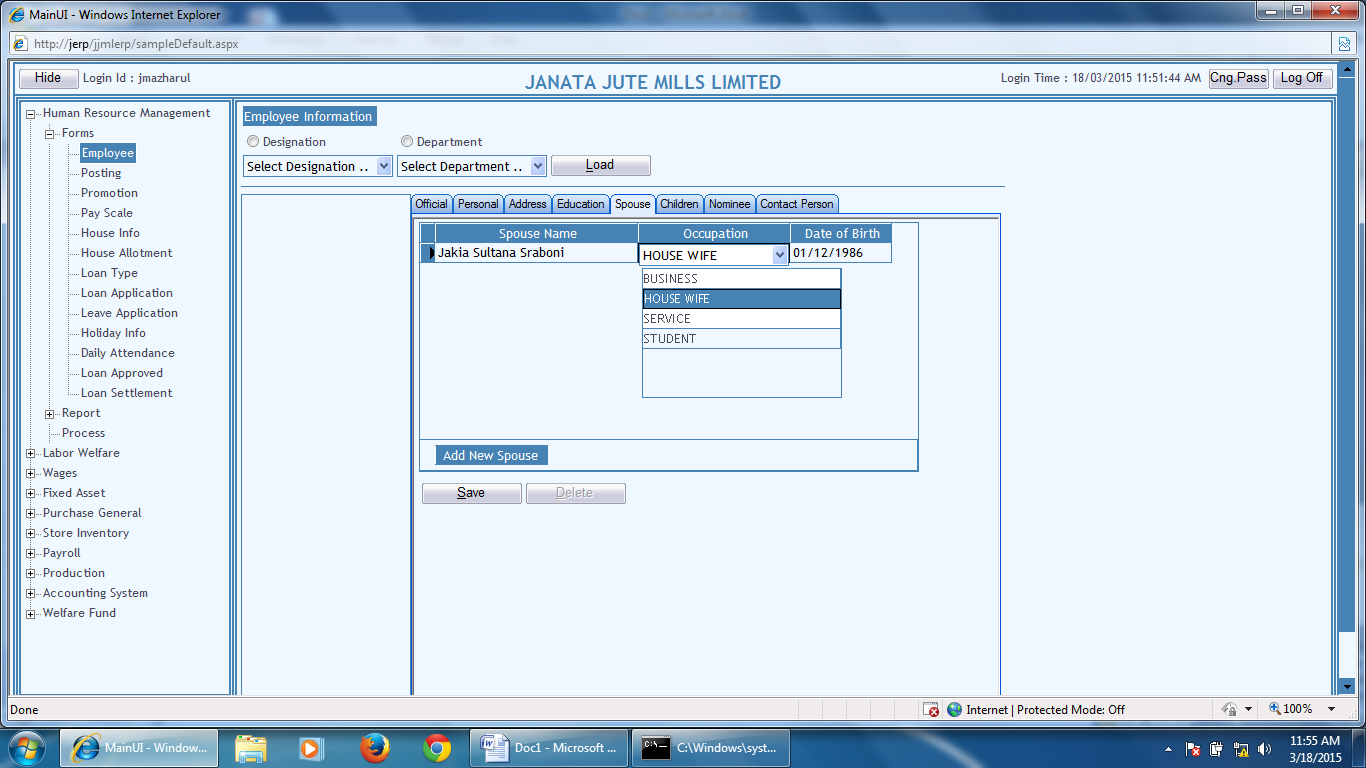 MainUI - Windows Internet Explorer
http://jerp/jjmlerp/sampleDefault.aspx
Hide Login Id : jmazharul JANATA JUTE MILLS LIMITED Login Time : 18/03/2015 11:51:44 AM Cng.Pass Log Off
Human Resource Management
Forms
Employee
Posting
Promotion
Pay Scale
House Info
House Allotment
Loan Type
Loan Application
Leave Application
Holiday Info
Daily Attendance
Loan Approved
Loan Settlement
Report
Process
Labor Welfare
Wages
Fixed Asset
Purchase General
Store Inventory
Payroll
Production
Accounting System
Welfare Fund
Employee Information
Designation Department
Select Designation .. Select Department .. Load
Official Personal Address Education Spouse Children Nominee Contact Person
Spouse Name Occupation Date of Birth
Jakia Sultana Sraboni HOUSE WIFE 01/12/1986
BUSINESS
HOUSE WIFE
SERVICE
STUDENT
Add New Spouse
Save Delete
Done Internet | Protected Mode: Off 100%
MainUI - Window... Doc1 - Microsoft ... C:\Windows\syst... 11:55 AM
3/18/2015